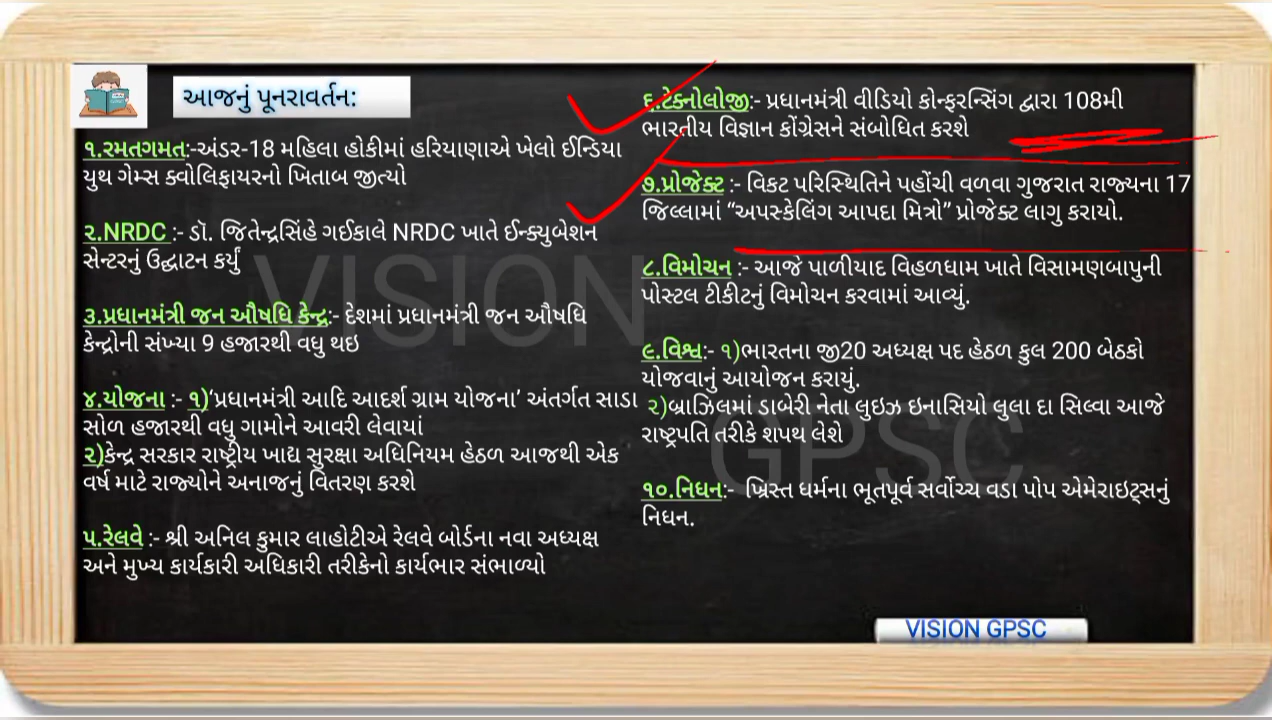 આજનું પૂનરાવર્તન:
૧.રમતગમત:-અંડર-18 મહિલા હોકીમાં હરિયાણાએ ખેલો ઈન્ડિયા
યુથ ગેમ્સ ક્વોલિફાયરનો ખિતાબ જીત્યો
૨.NRDC :- ડૉ. જિતેન્દ્રસિંહે ગઈકાલે NRDC ખાતે ઈન્ક્યુબેશન
સેન્ટરનું ઉદ્ઘાટન કર્યું
૩.પ્રધાનમંત્રી જન ઔષધિ કેન્દ્ર:- દેશમાં પ્રધાનમંત્રી જન ઔષધિ
કેન્દ્રોની સંખ્યા 9 હજારથી વધુ થઇ
૪.યોજના :- ૧)‘પ્રધાનમંત્રી આદિ આદર્શ ગ્રામ યોજના’ અંતર્ગત સાડા
સોળ હજારથી વધુ ગામોને આવરી લેવાયાં
૨)કેન્દ્ર સરકાર રાષ્ટ્રીય ખાદ્ય સુરક્ષા અધિનિયમ હેઠળ આજથી એક
વર્ષ માટે રાજ્યોને અનાજનું વિતરણ કરશે
૫.રેલવે :- શ્રી અનિલ કુમાર લાહોટીએ રેલવે બોર્ડના નવા અધ્યક્ષ
અને મુખ્ય કાર્યકારી અધિકારી તરીકેનો કાર્યભાર સંભાળ્યો
૬.ટેકનોલોજી:- પ્રધાનમંત્રી વીડિયો કોન્ફરન્સિંગ દ્વારા 108મી
ભારતીય વિજ્ઞાન કોંગ્રેસને સંબોધિત કરશે
૭.પ્રોજેક્ટ :- વિકટ પરિસ્થિતિને પહોંચી વળવા ગુજરાત રાજ્યના 17
જિલ્લામાં “અપસ્કેલિંગ આપદા મિત્રો” પ્રોજેક્ટ લાગુ કરાયો.
૮.વિમોચન :- આજે પાળીયાદ વિહળધામ ખાતે વિસામણબાપુની
પોસ્ટલ ટીકીટનું વિમોચન કરવામાં આવ્યું.
૯.વિશ્વ:- ૧)ભારતના જી20 અધ્યક્ષ પદ હેઠળ કુલ 200 બેઠકો
યોજવાનું આયોજન કરાયું.
૨)બ્રાઝિલમાં ડાબેરી નેતા લુઇઝ ઇનાસિયો લુલા દા સિલ્વા આજે
રાષ્ટ્રપતિ તરીકે શપથ લેશે
૧૦.નિધન:- ખ્રિસ્ત ધર્મના ભૂતપૂર્વ સર્વોચ્ચ વડા પોપ એમેરાઇટ્સનું
નિધન.
VISION GPSC
VISION GPSC